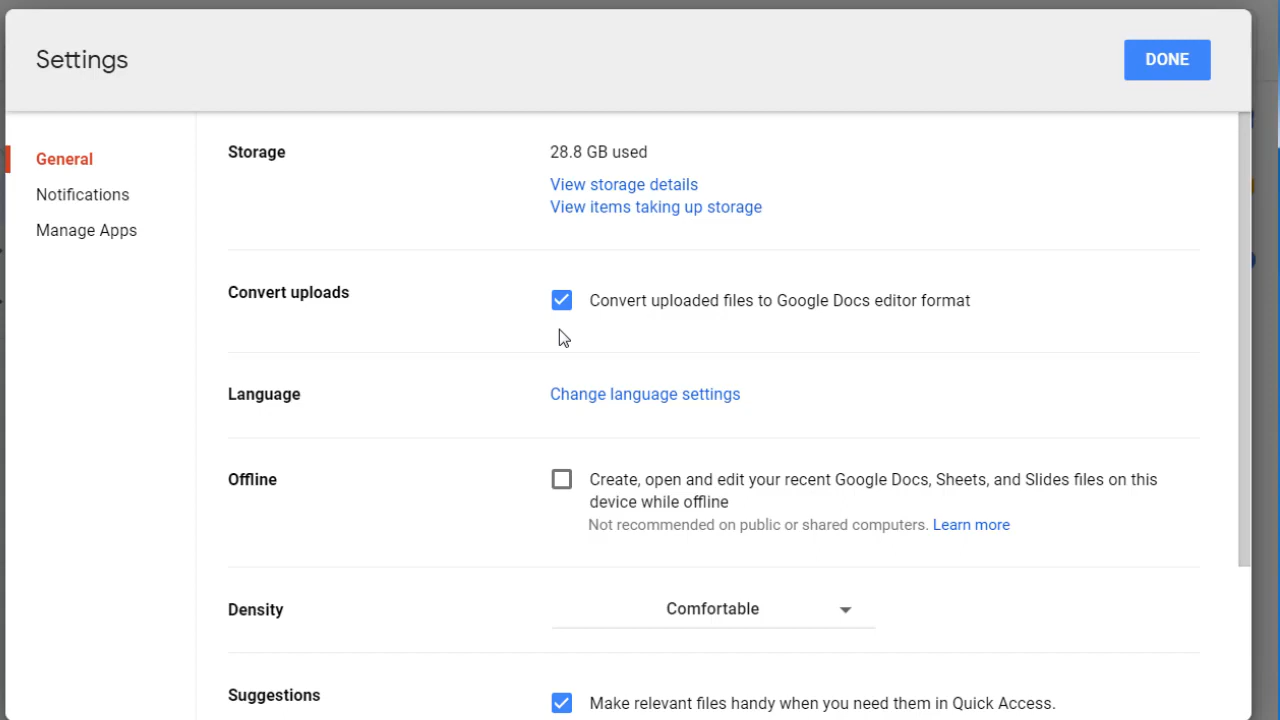 Settings
DONE
General
Notifications
Manage Apps
Storage
28.8 GB used
View storage details
View items taking up storage
Convert uploads
Convert uploaded files to Google Docs editor format
Language
Change language settings
Offline
Create, open and edit your recent Google Docs, Sheets, and Slides files on this
device while offline
Not recommended on public or shared computers. Learn more
Density
Comfortable
Suggestions
Make relevant files handy when you need them in Quick Access.